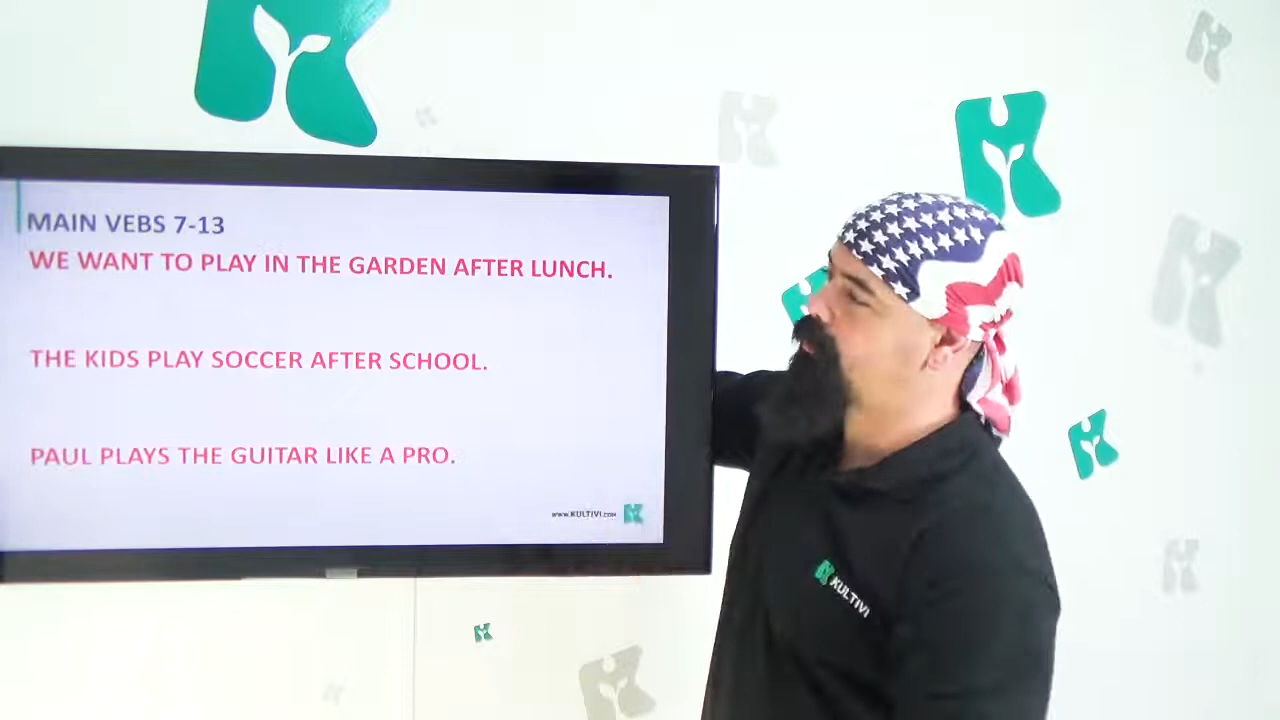 MAIN VEBS 7-13
WE WANT TO PLAY IN THE GARDEN AFTER LUNCH.
THE KIDS PLAY SOCCER AFTER SCHOOL.
PAUL PLAYS THE GUITAR LIKE A PRO.
www.KULTIVI.COM
KULTIVI